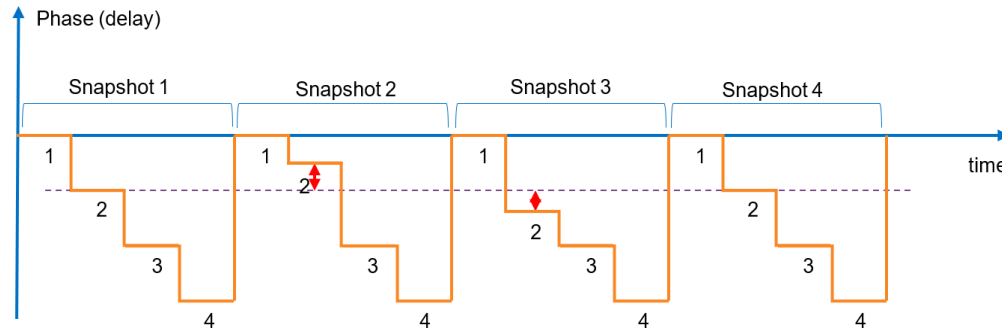 Phase (delay)
Snapshot 1 Snapshot 2 Snapshot 3 Snapshot 4
1 1 1 1
time
2 2 2 2
3 3 3 3
4 4 4 4